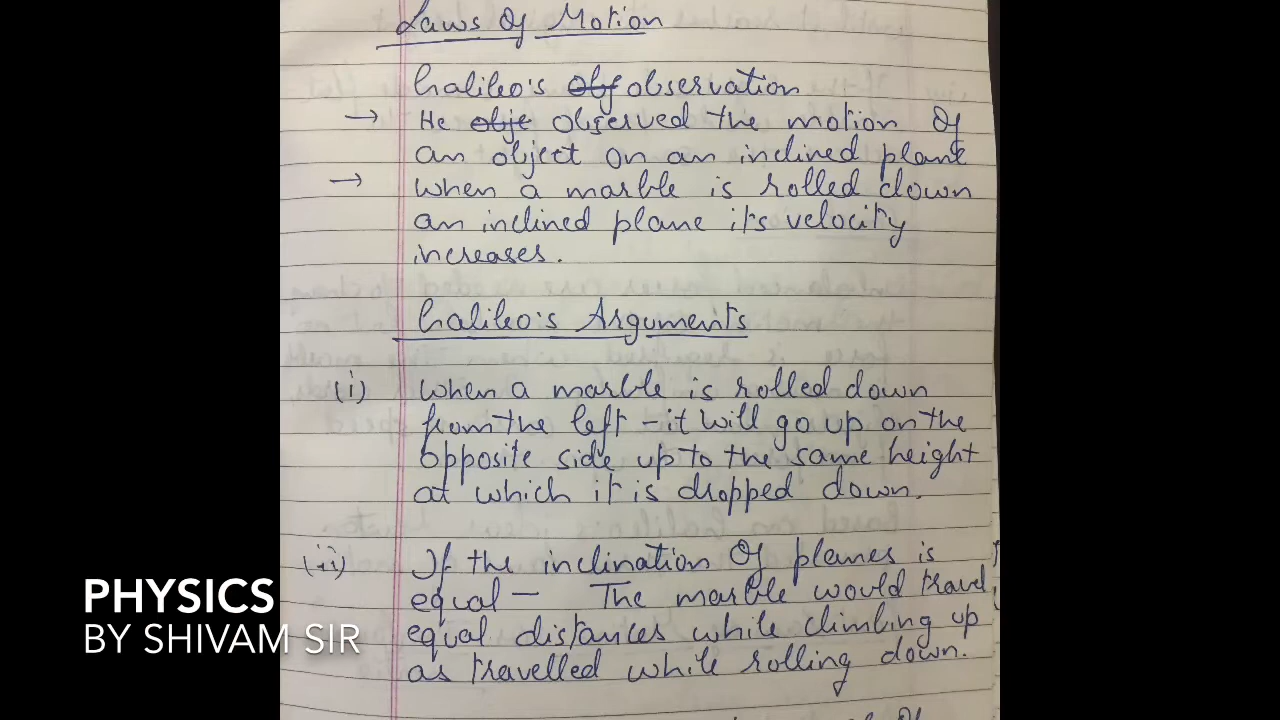 Laws Of Motion
Galileo's obf observation
→ He obje observed the motion Of
an object on an inclined plane
→ When a marble is rolled down
an inclined plane its velocity
increases.
Galileo's Arguments
(i) When a marble is rolled down
from the left - it will go up on the
opposite side up to the same height
at which it is dropped down.
(ii) If the inclination Of planes is
equal — The marble would travel
equal distances while climbing up
as travelled while rolling down.
PHYSICS
BY SHIVAM SIR